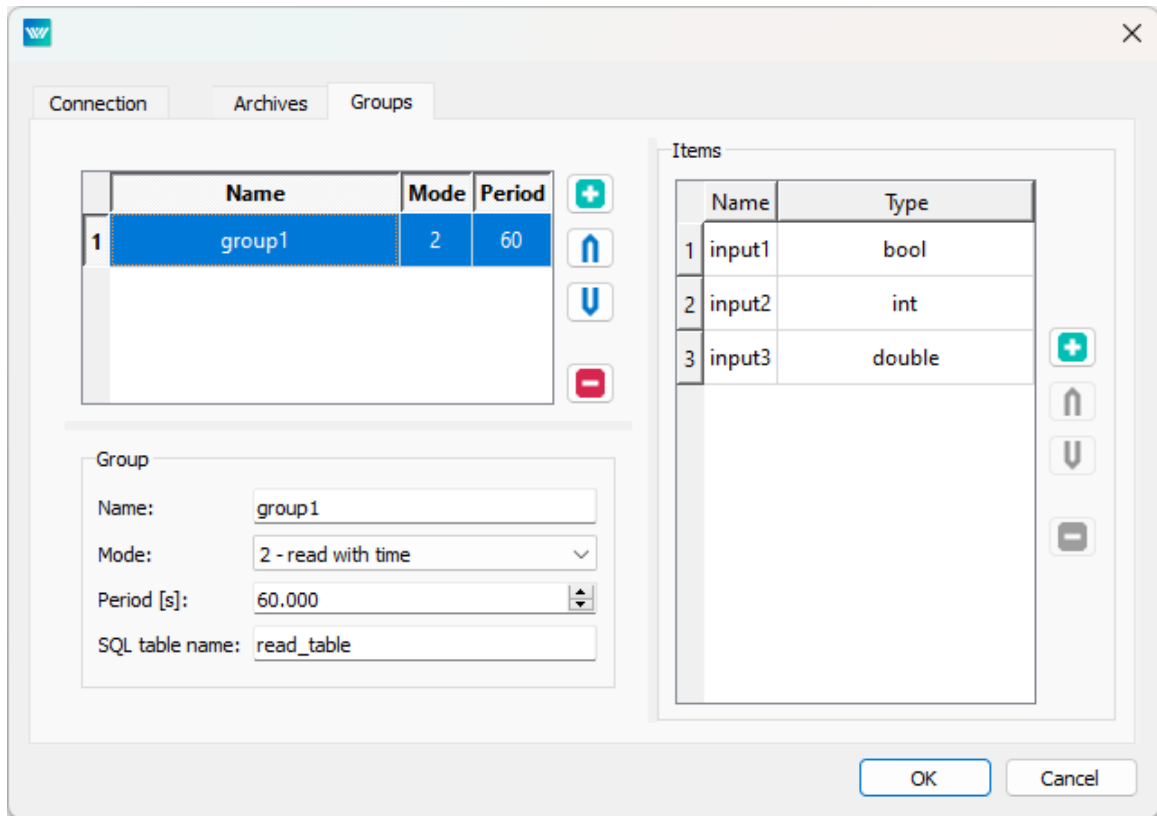 Connection Archives Groups
Name Mode Period
1 group1 2 60
Group
Name: group1
Mode: 2 - read with time
Period [s]: 60.000
SQL table name: read_table
Items
Name Type
1 input1 bool
2 input2 int
3 input3 double
OK Cancel